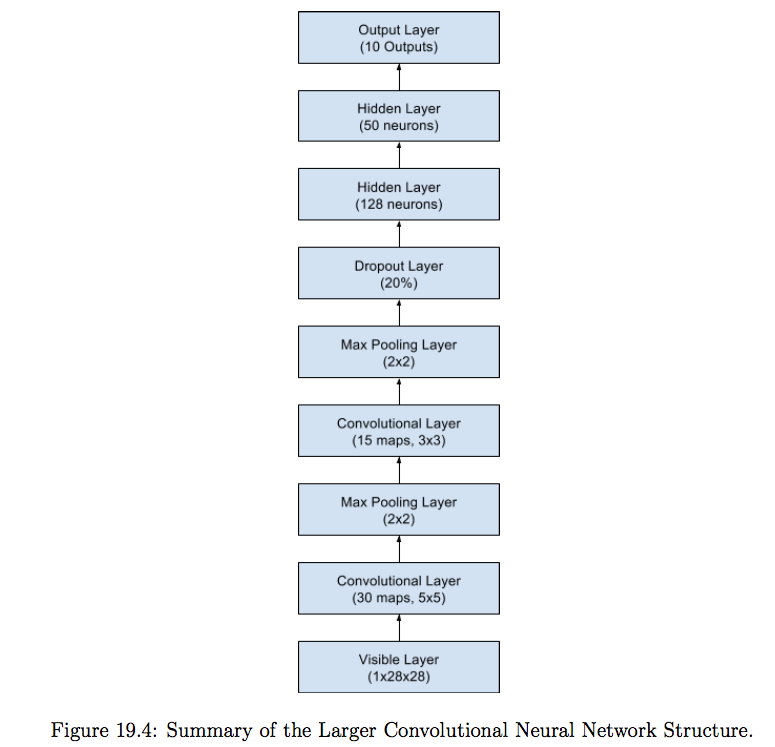 Output Layer
(10 Outputs)
Hidden Layer
(50 neurons)
Hidden Layer
(128 neurons)
Dropout Layer
(20%)
Max Pooling Layer
(2x2)
Convolutional Layer
(15 maps, 3x3)
Max Pooling Layer
(2x2)
Convolutional Layer
(30 maps, 5x5)
Visible Layer
(1x28x28)
Figure 19.4: Summary of the Larger Convolutional Neural Network Structure.